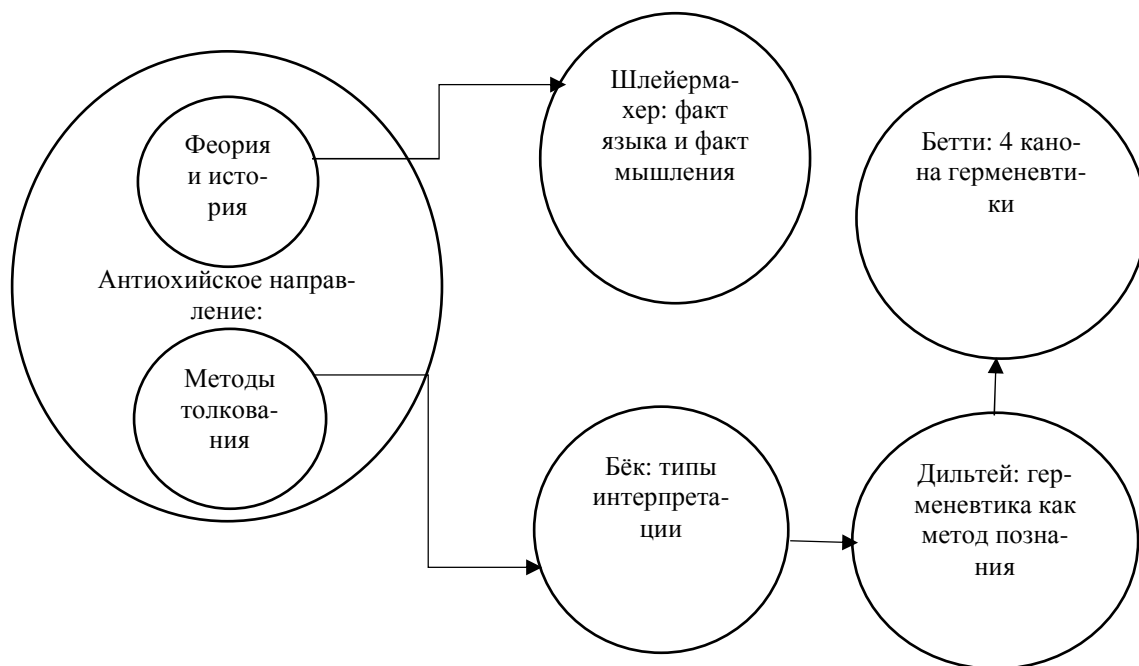 Феория
и исто-
рия
Антиохийское направ-
ление:
Методы
толкова-
ния
Шлейерма-
хер: факт
языка и факт
мышления
Бёк: типы
интерпрета-
ции
Дильтей: гер-
меневтика как
метод позна-
ния
Бетти: 4 кано-
на герменевти-
ки